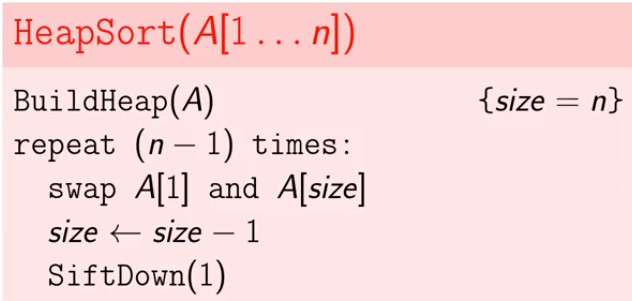 HeapSort(A[1 . . . n])
BuildHeap(A) {size = n}
repeat (n − 1) times:
swap A[1] and A[size]
size ← size − 1
SiftDown(1)